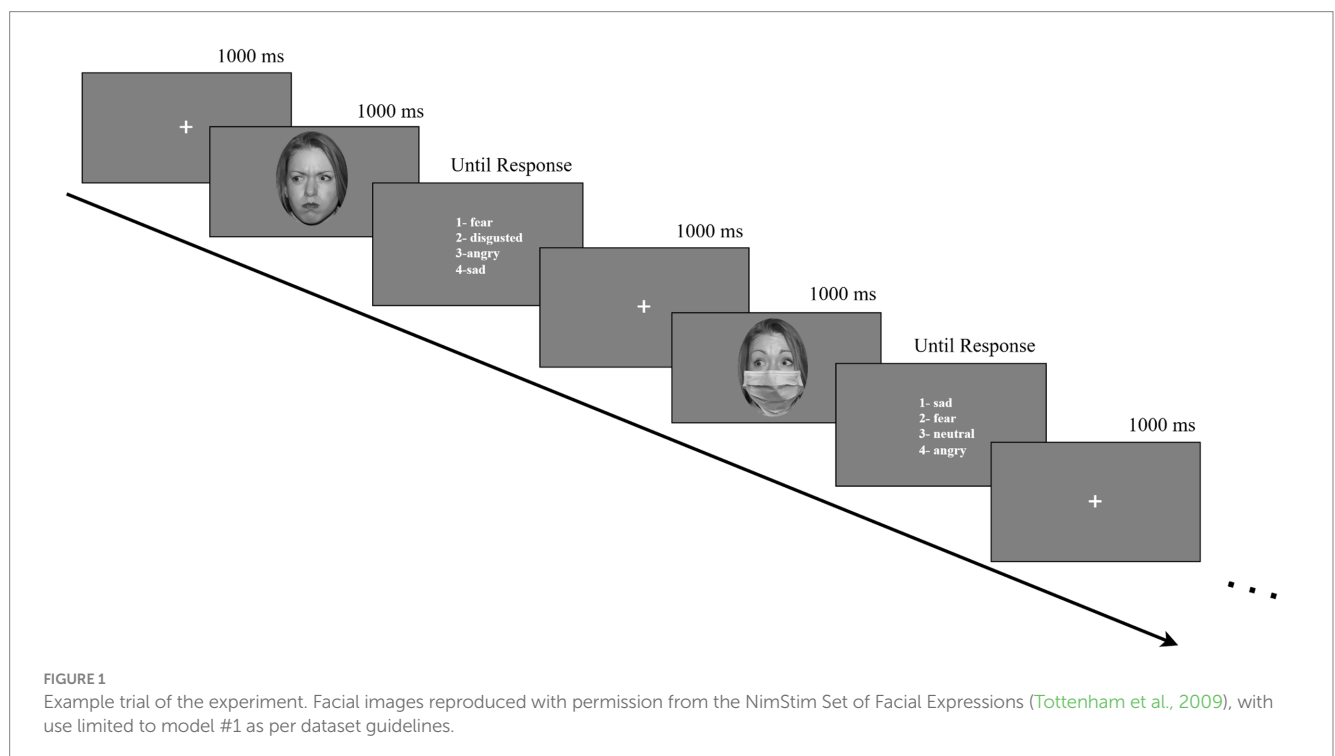 1000 ms
1000 ms
Until Response
1- fear
2- disgusted
3-angry
4-sad
1000 ms
1000 ms
Until Response
1- sad
2- fear
3- neutral
4- angry
1000 ms
FIGURE 1
Example trial of the experiment. Facial images reproduced with permission from the NimStim Set of Facial Expressions (Tottenham et al., 2009), with
use limited to model #1 as per dataset guidelines.